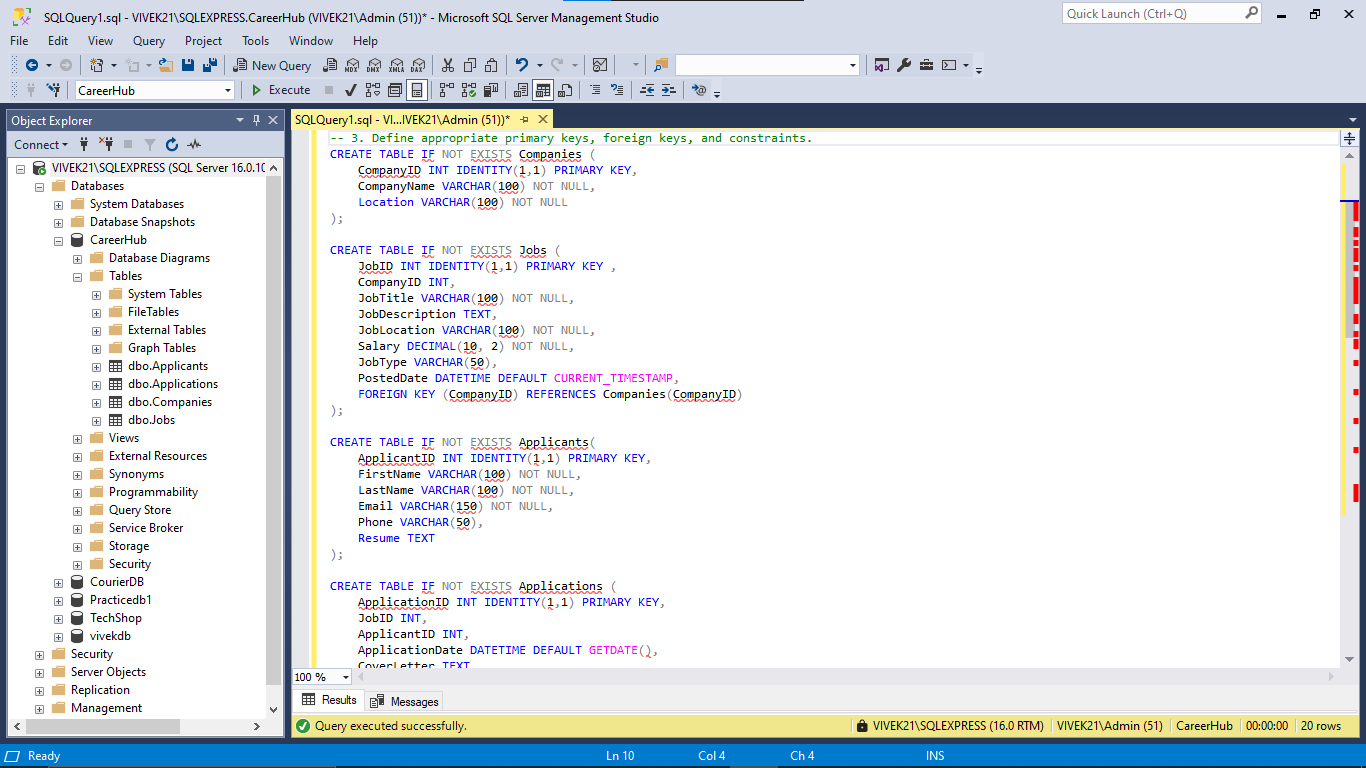 SQLQuery1.sql - VIVEK21\SQLEXPRESS.CareerHub (VIVEK21\Admin (51))* - Microsoft SQL Server Management Studio
Quick Launch (Ctrl+Q)
File Edit View Query Project Tools Window Help
New Query MDX DMX XMLA DAX
CareerHub Execute
Object Explorer
Connect
VIVEK21\SQLEXPRESS (SQL Server 16.0.10
Databases
System Databases
Database Snapshots
CareerHub
Database Diagrams
Tables
System Tables
FileTables
External Tables
Graph Tables
dbo.Applicants
dbo.Applications
dbo.Companies
dbo.Jobs
Views
External Resources
Synonyms
Programmability
Query Store
Service Broker
Storage
Security
CourierDB
Practicedb1
TechShop
vivekdb
Security
Server Objects
Replication
Management
SQLQuery1.sql - VI...IVEK21\Admin (51))*
-- 3. Define appropriate primary keys, foreign keys, and constraints.
CREATE TABLE IF NOT EXISTS Companies (
CompanyID INT IDENTITY(1,1) PRIMARY KEY,
CompanyName VARCHAR(100) NOT NULL,
Location VARCHAR(100) NOT NULL
);
CREATE TABLE IF NOT EXISTS Jobs (
JobID INT IDENTITY(1,1) PRIMARY KEY ,
CompanyID INT,
JobTitle VARCHAR(100) NOT NULL,
JobDescription TEXT,
JobLocation VARCHAR(100) NOT NULL,
Salary DECIMAL(10, 2) NOT NULL,
JobType VARCHAR(50),
PostedDate DATETIME DEFAULT CURRENT_TIMESTAMP,
FOREIGN KEY (CompanyID) REFERENCES Companies(CompanyID)
);
CREATE TABLE IF NOT EXISTS Applicants(
ApplicantID INT IDENTITY(1,1) PRIMARY KEY,
FirstName VARCHAR(100) NOT NULL,
LastName VARCHAR(100) NOT NULL,
Email VARCHAR(150) NOT NULL,
Phone VARCHAR(50),
Resume TEXT
);
CREATE TABLE IF NOT EXISTS Applications (
ApplicationID INT IDENTITY(1,1) PRIMARY KEY,
JobID INT,
ApplicantID INT,
ApplicationDate DATETIME DEFAULT GETDATE(),
CoverLetter TEXT
100 %
Results Messages
Query executed successfully. VIVEK21\SQLEXPRESS (16.0 RTM) VIVEK21\Admin (51) CareerHub 00:00:00 20 rows
Ready Ln 10 Col 4 Ch 4 INS